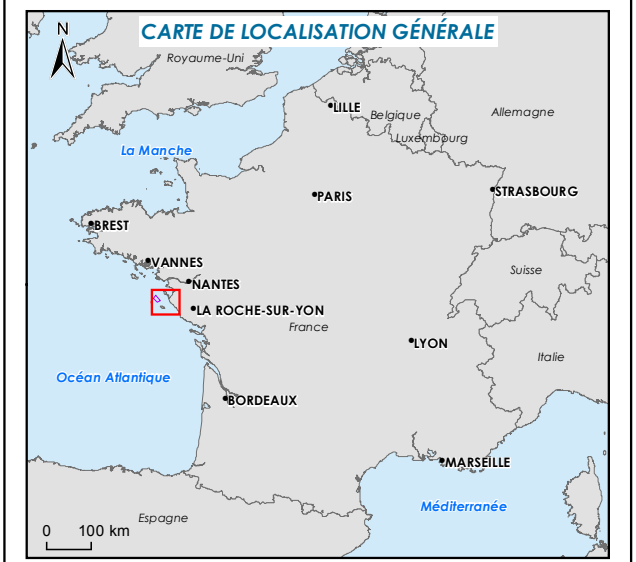 CARTE DE LOCALISATION GÉNÉRALE
N
Royaume-Uni
LILLE
Belgique
Allemagne
Luxembourg
La Manche
PARIS
STRASBOURG
BREST
VANNES
NANTES
Suisse
LA ROCHE-SUR-YON
France
LYON
Italie
Océan Atlantique
BORDEAUX
MARSEILLE
Méditerranée
Espagne
0 100 km